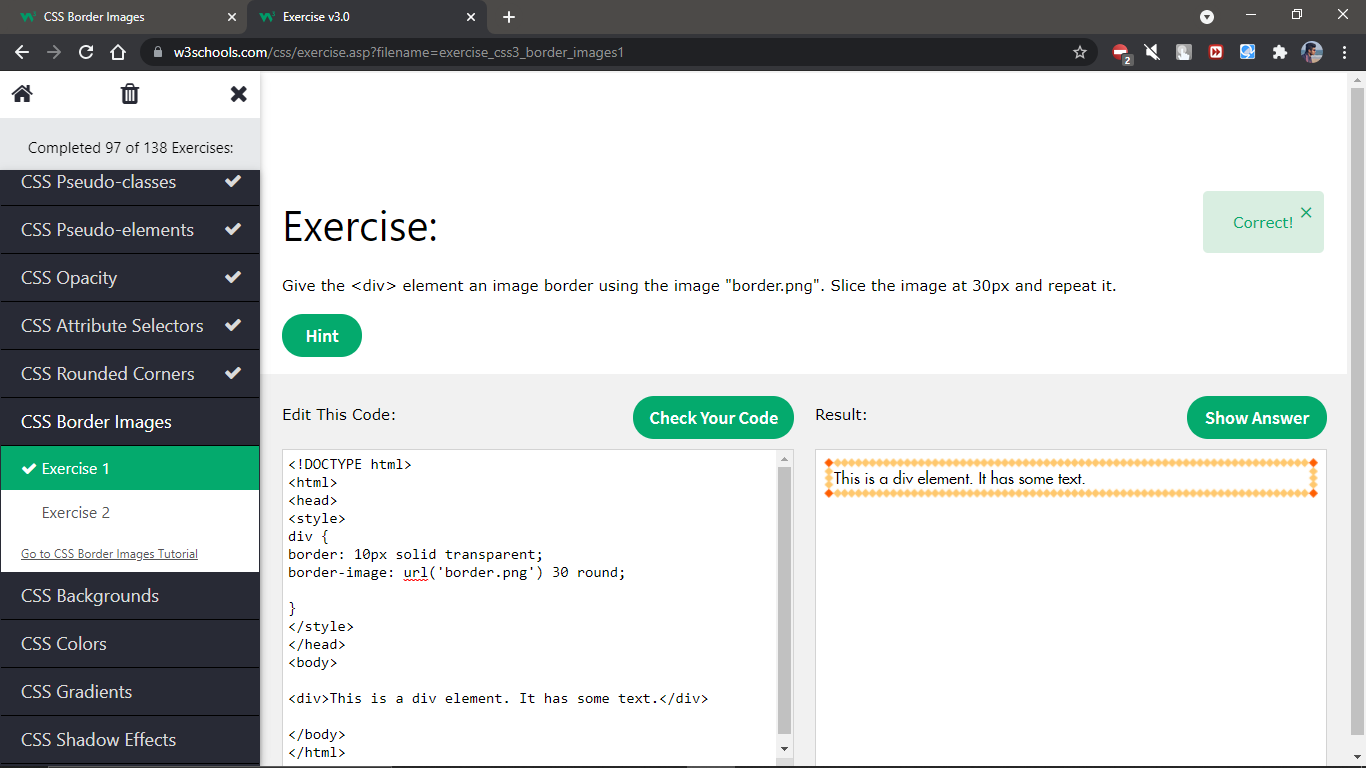 CSS Border Images
Exercise v3.0
w3schools.com/css/exercise.asp?filename=exercise_css3_border_images1
2
Completed 97 of 138 Exercises:
CSS Pseudo-classes
CSS Pseudo-elements
CSS Opacity
CSS Attribute Selectors
CSS Rounded Corners
CSS Border Images
Exercise 1
Exercise 2
Go to CSS Border Images Tutorial
CSS Backgrounds
CSS Colors
CSS Gradients
CSS Shadow Effects
Exercise:
Correct!
Give the <div> element an image border using the image "border.png". Slice the image at 30px and repeat it.
Hint
Edit This Code:
Check Your Code
<!DOCTYPE html>
<html>
<head>
<style>
div {
border: 10px solid transparent;
border-image: url('border.png') 30 round;
}
</style>
</head>
<body>
<div>This is a div element. It has some text.</div>
</body>
</html>
Result:
Show Answer
This is a div element. It has some text.